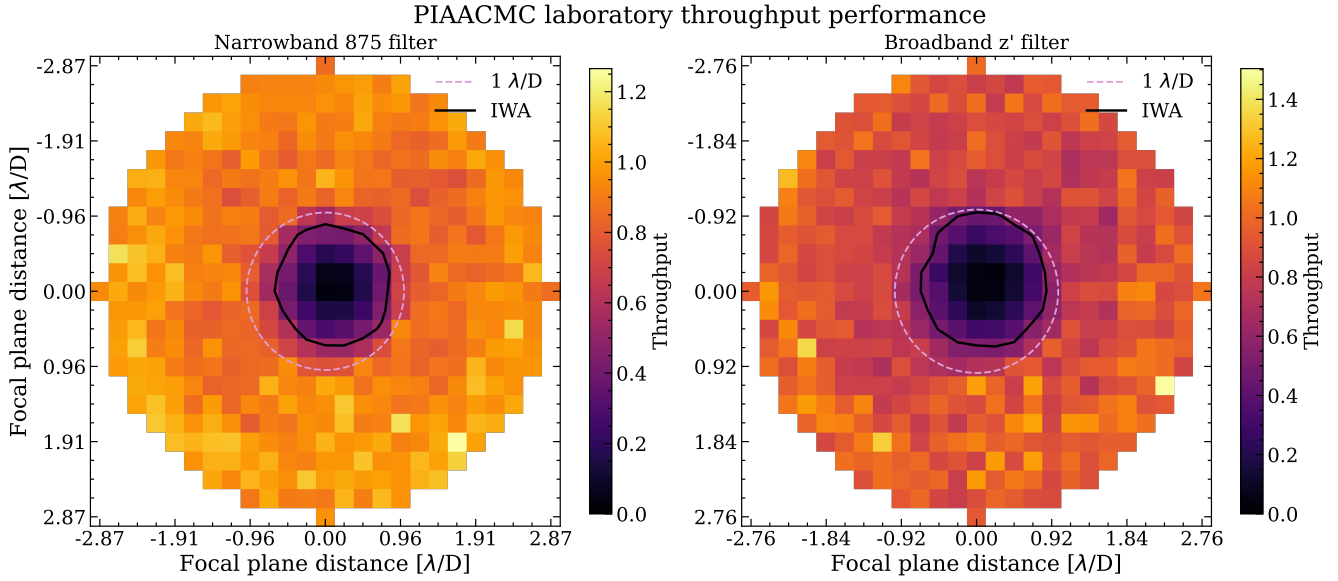 PIAACMC laboratory throughput performance
Narrowband 875 filter
Broadband z' filter
1 λ/D
IWA
-2.87
-1.91
-0.96
0.00
0.96
1.91
2.87
Focal plane distance [λ/D]
-2.87 -1.91 -0.96 0.00 0.96 1.91 2.87
Focal plane distance [λ/D]
1.2
1.0
0.8
0.6
0.4
0.2
0.0
Throughput
1 λ/D
IWA
-2.76
-1.84
-0.92
0.00
0.92
1.84
2.76
-2.76 -1.84 -0.92 0.00 0.92 1.84 2.76
Focal plane distance [λ/D]
1.4
1.2
1.0
0.8
0.6
0.4
0.2
0.0
Throughput